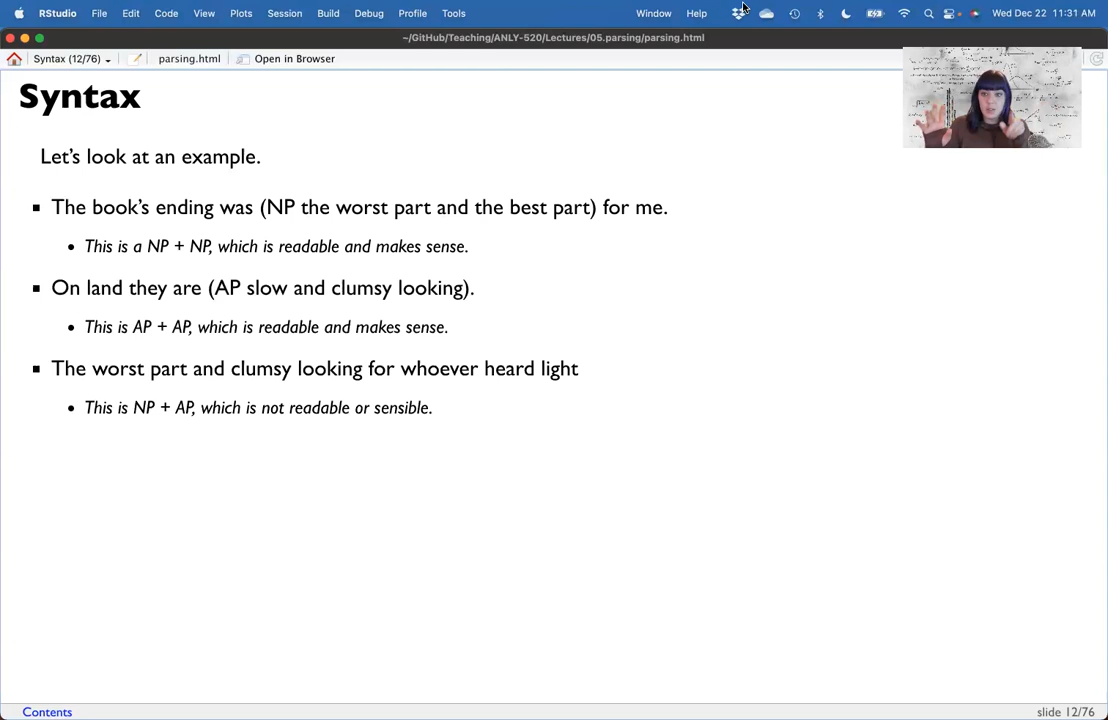 RStudio File Edit Code View Plots Session Build Debug Profile Tools Window Help Wed Dec 22 11:31 AM
~/GitHub/Teaching/ANLY-520/Lectures/05.parsing/parsing.html
Syntax (12/76) parsing.html Open in Browser
Syntax
Let's look at an example.
The book's ending was (NP the worst part and the best part) for me.
This is a NP + NP, which is readable and makes sense.
On land they are (AP slow and clumsy looking).
This is AP + AP, which is readable and makes sense.
The worst part and clumsy looking for whoever heard light
This is NP + AP, which is not readable or sensible.
Contents slide 12/76